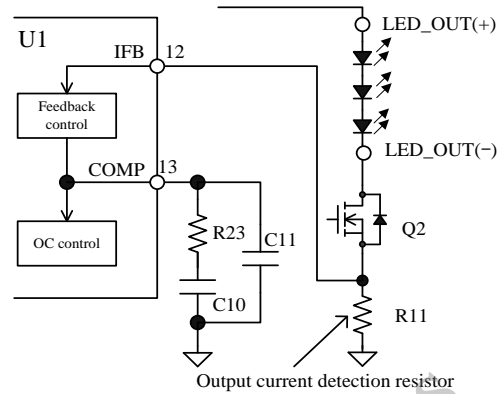 U1
LED_OUT(+)
IFB 12
Feedback
control
LED_OUT(−)
COMP 13
OC control
R23
C11
Q2
C10
R11
Output current detection resistor